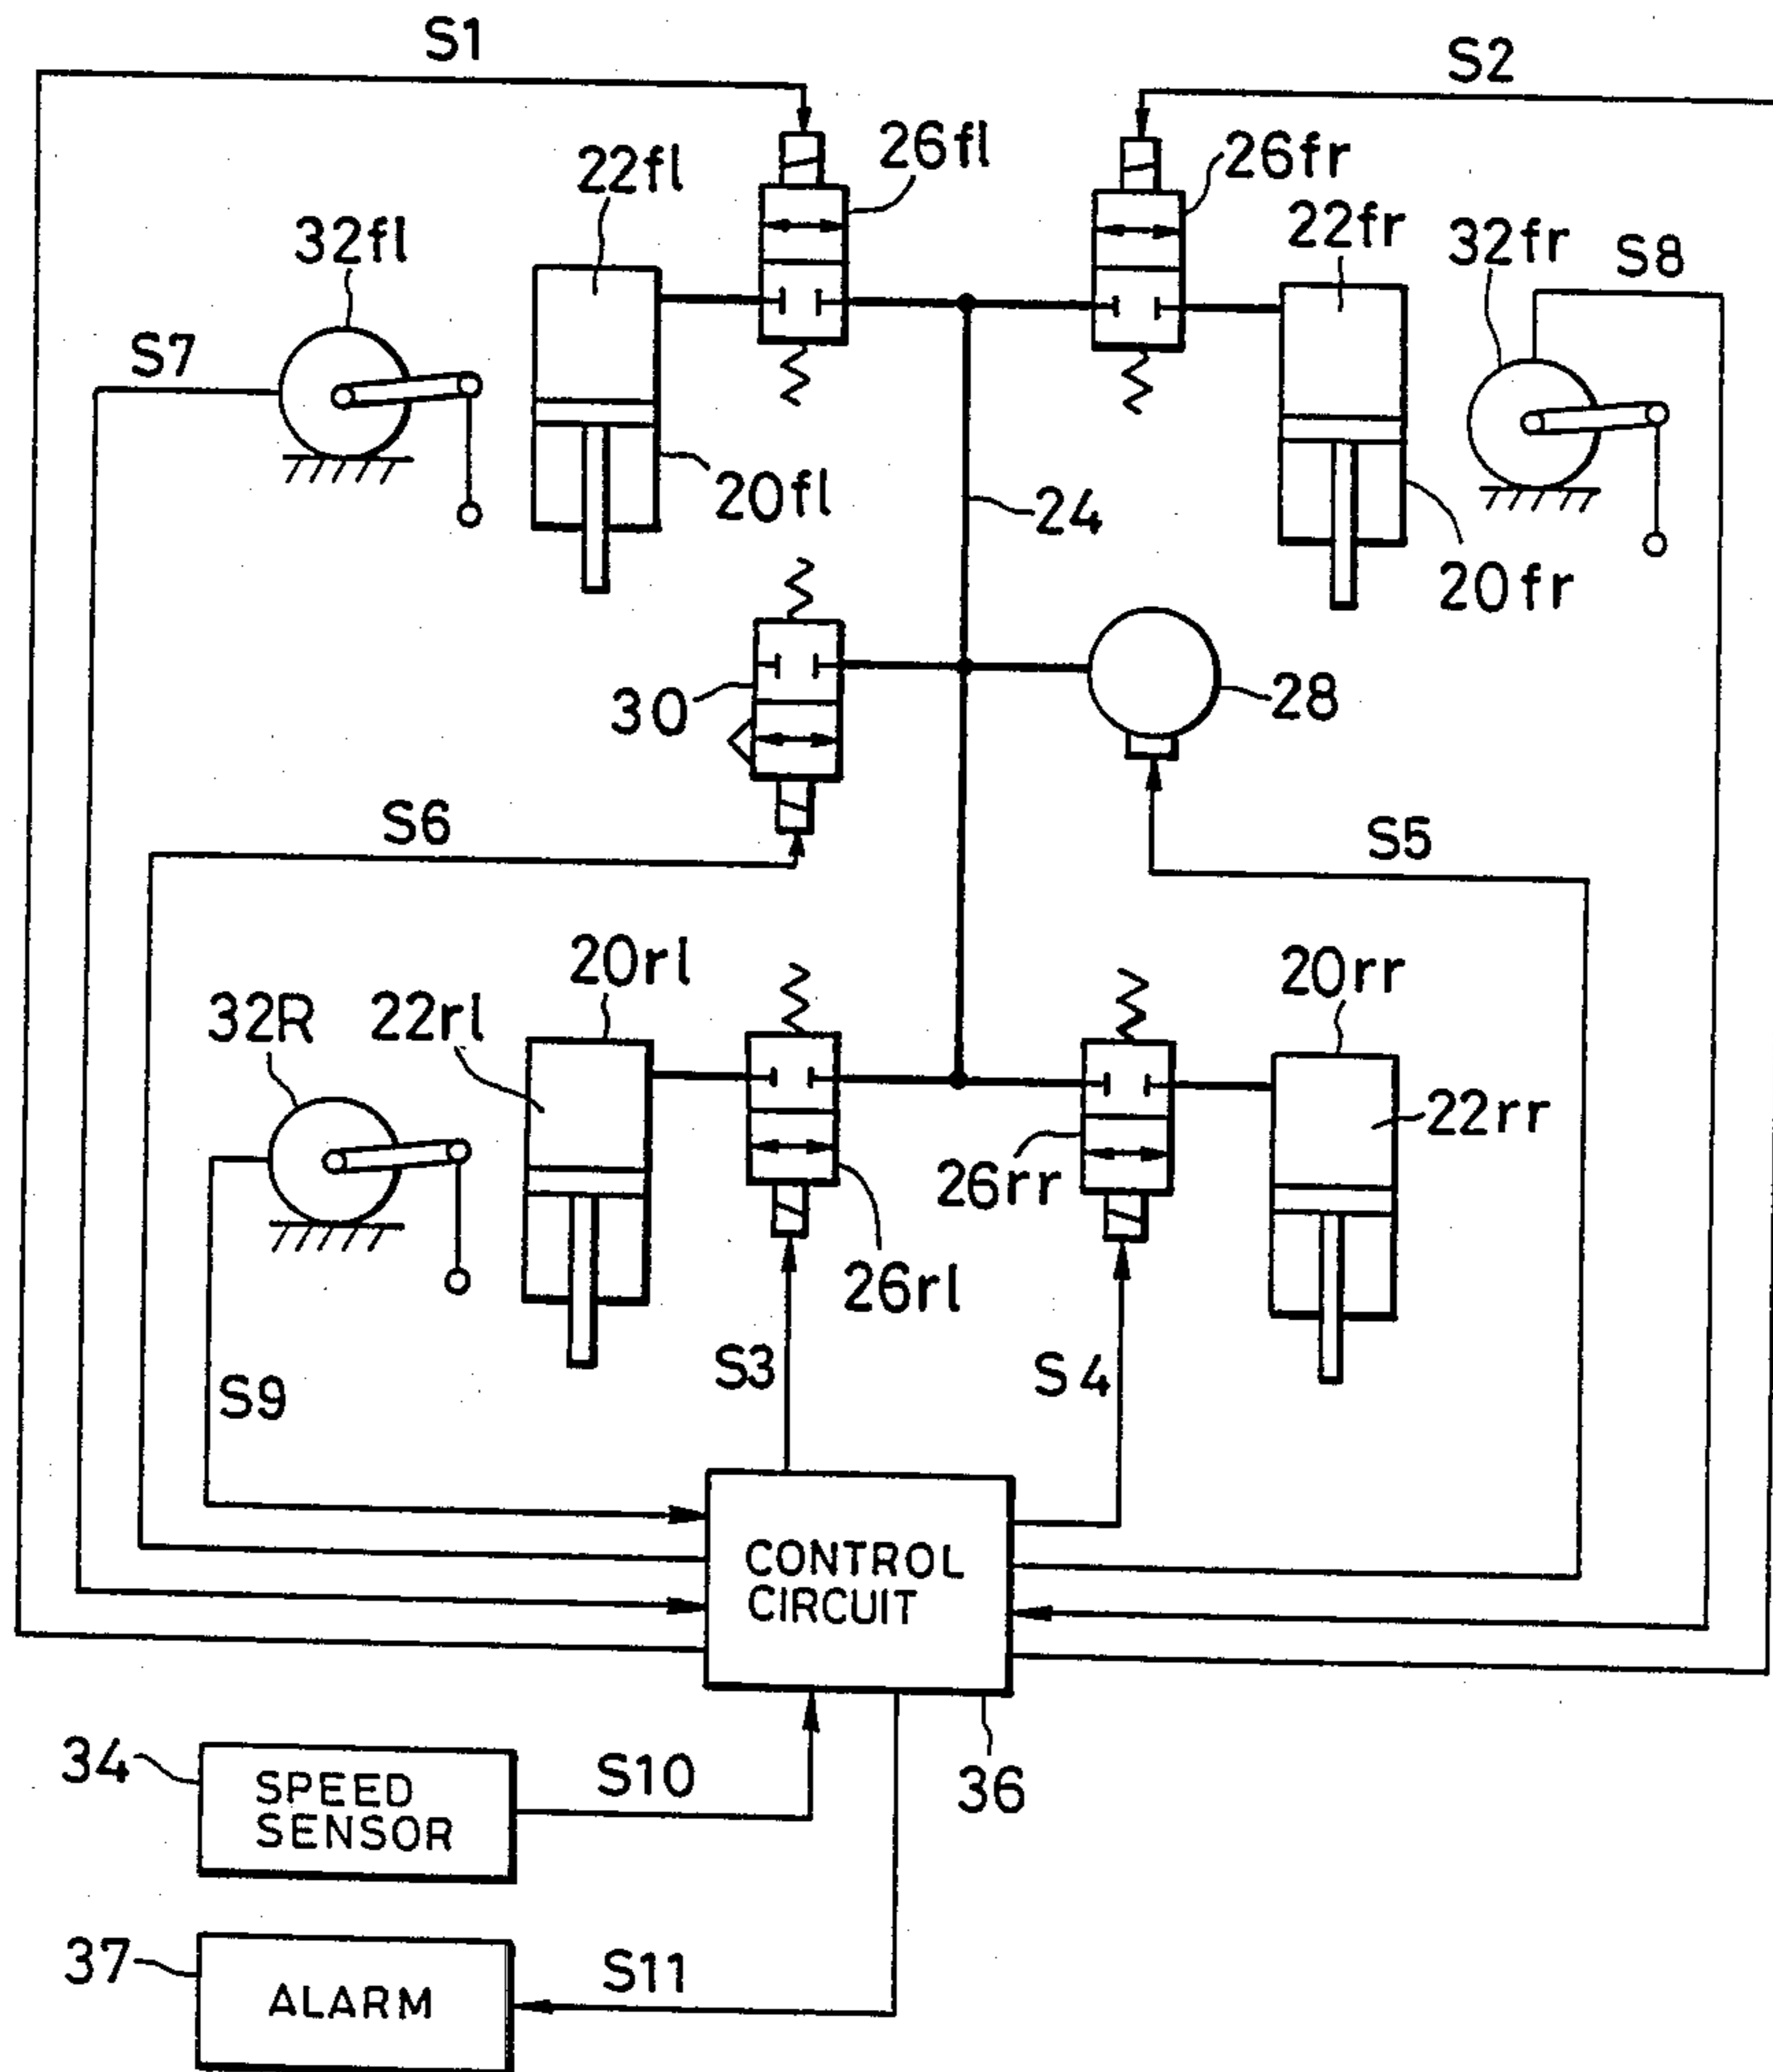 S1
S2
26fl
26fr
22fl
22fr
32fl
32fr
S8
S7
20fl
24
20fr
30
28
S6
S5
20rl
20rr
32R
22rl
22rr
26rr
26rl
S3
S4
S9
CONTROL
CIRCUIT
34
SPEED
SENSOR
S10
36
37
ALARM
S11